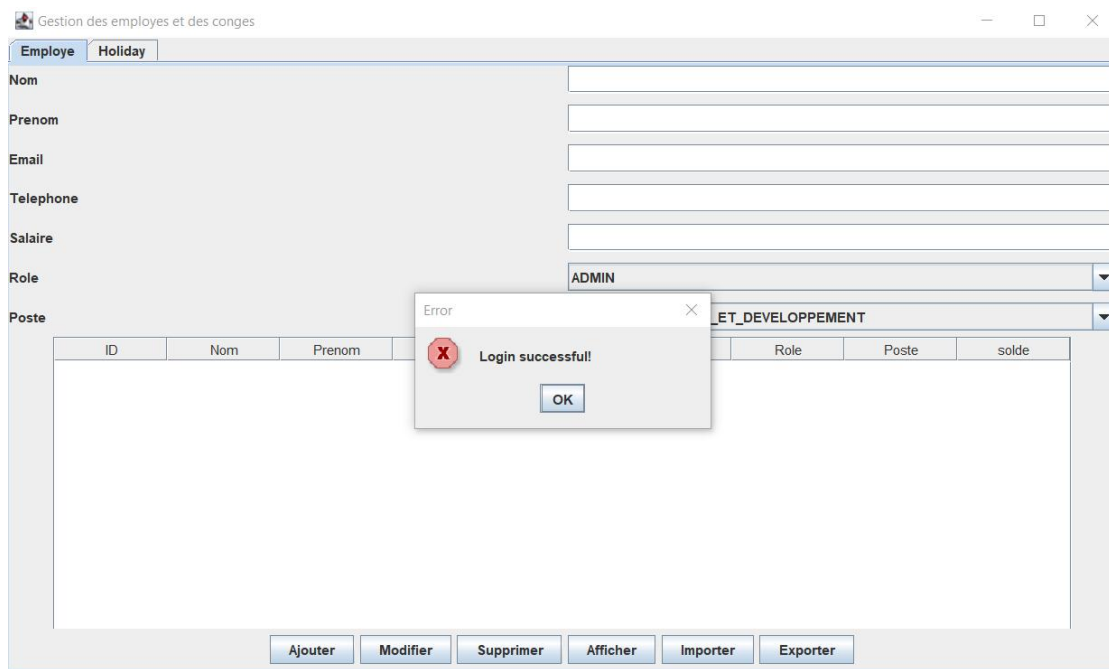 Gestion des employes et des conges
Employe Holiday
Nom
Prenom
Email
Telephone
Salaire
Role ADMIN
Poste _ET_DEVELOPPEMENT
Error
Login successful!
OK
ID Nom Prenom Role Poste solde
Ajouter Modifier Supprimer Afficher Importer Exporter